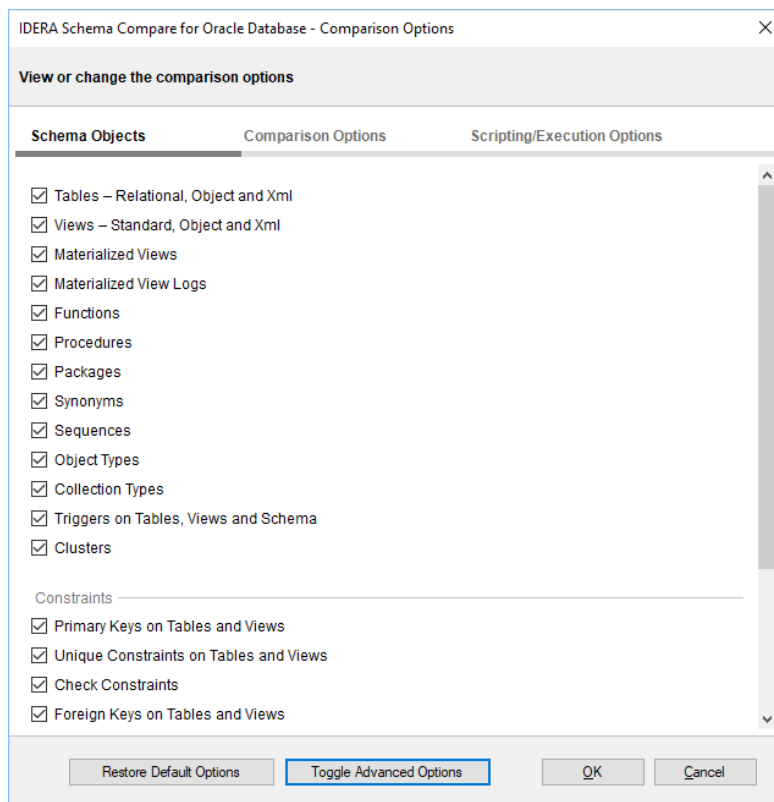 IDERA Schema Compare for Oracle Database - Comparison Options
View or change the comparison options
Schema Objects Comparison Options Scripting/Execution Options
Tables – Relational, Object and Xml
Views – Standard, Object and Xml
Materialized Views
Materialized View Logs
Functions
Procedures
Packages
Synonyms
Sequences
Object Types
Collection Types
Triggers on Tables, Views and Schema
Clusters
Constraints
Primary Keys on Tables and Views
Unique Constraints on Tables and Views
Check Constraints
Foreign Keys on Tables and Views
Restore Default Options Toggle Advanced Options OK Cancel